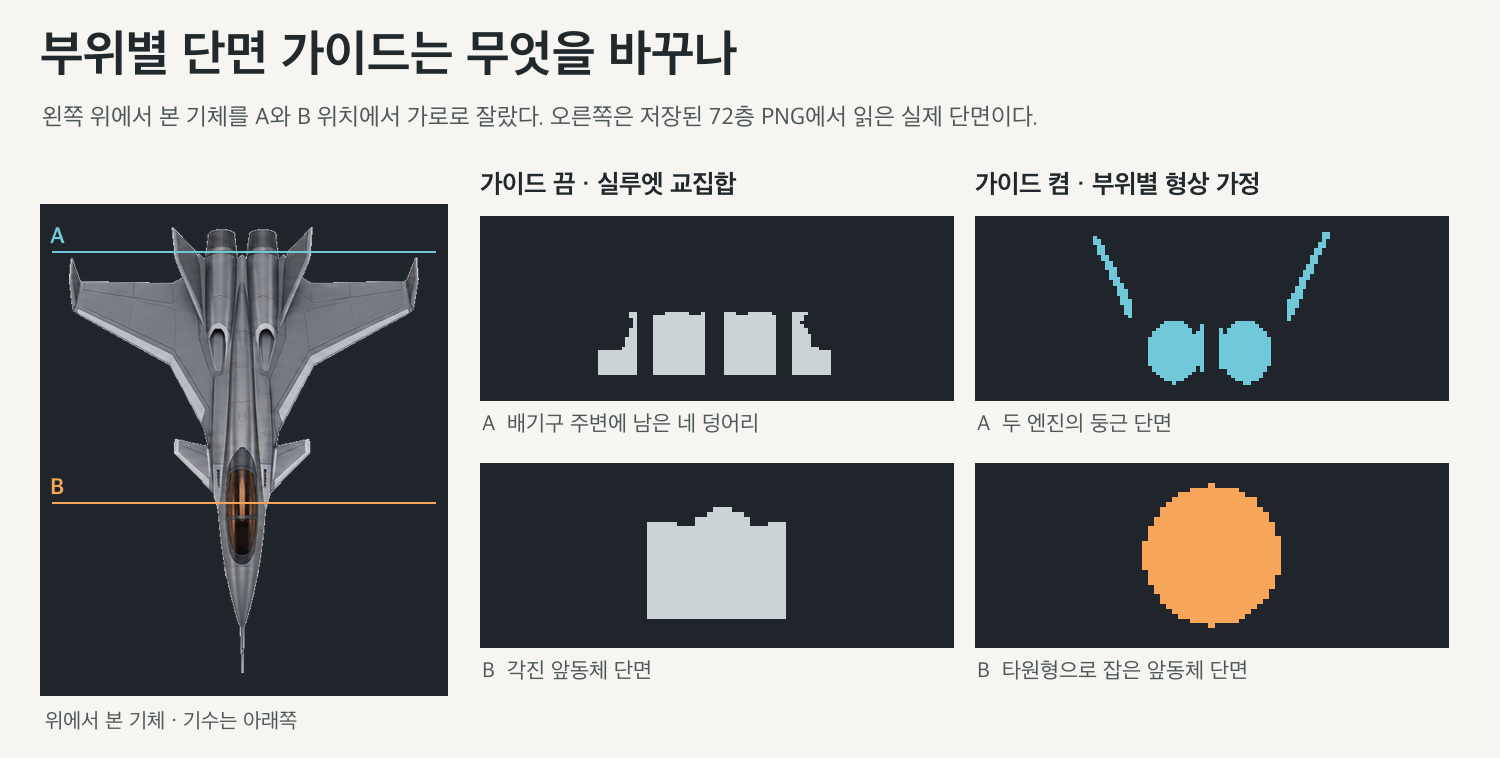 부위별 단면 가이드는 무엇을 바꾸나
왼쪽 위에서 본 기체를 A와 B 위치에서 가로로 잘랐다. 오른쪽은 저장된 72층 PNG에서 읽은 실제 단면이다.
A
B
위에서 본 기체 · 기수는 아래쪽
가이드 끔 · 실루엣 교집합
A 배기구 주변에 남은 네 덩어리
B 각진 앞동체 단면
가이드 켬 · 부위별 형상 가정
A 두 엔진의 둥근 단면
B 타원형으로 잡은 앞동체 단면